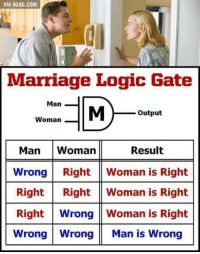 VIA 9GAG.COM
Marriage Logic Gate
Man
Woman
M
Output
Man Woman Result
Wrong Right Woman is Right
Right Right Woman is Right
Right Wrong Woman is Right
Wrong Wrong Man is Wrong